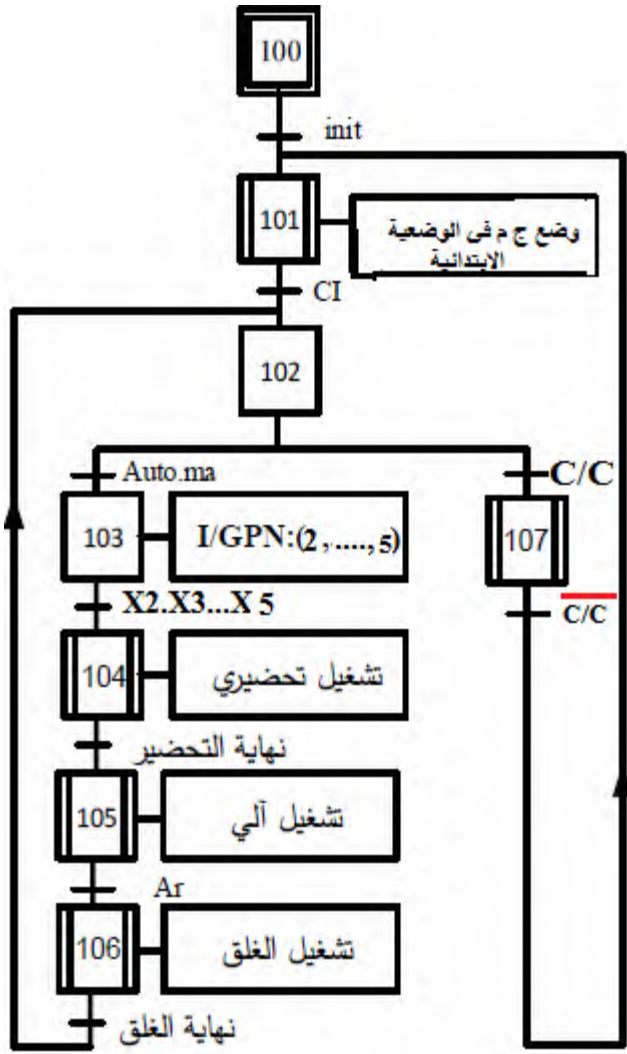 100
init
101
وضع ج م في الوضعية
الابتدائية
CI
102
Auto.ma
C/C
103
I/GPN:(2 , ...., 5)
107
X2.X3...X 5
C/C
104
تشغيل تحضيري
نهاية التحضير
105
تشغيل آلي
Ar
106
تشغيل الغلق
نهاية الغلق